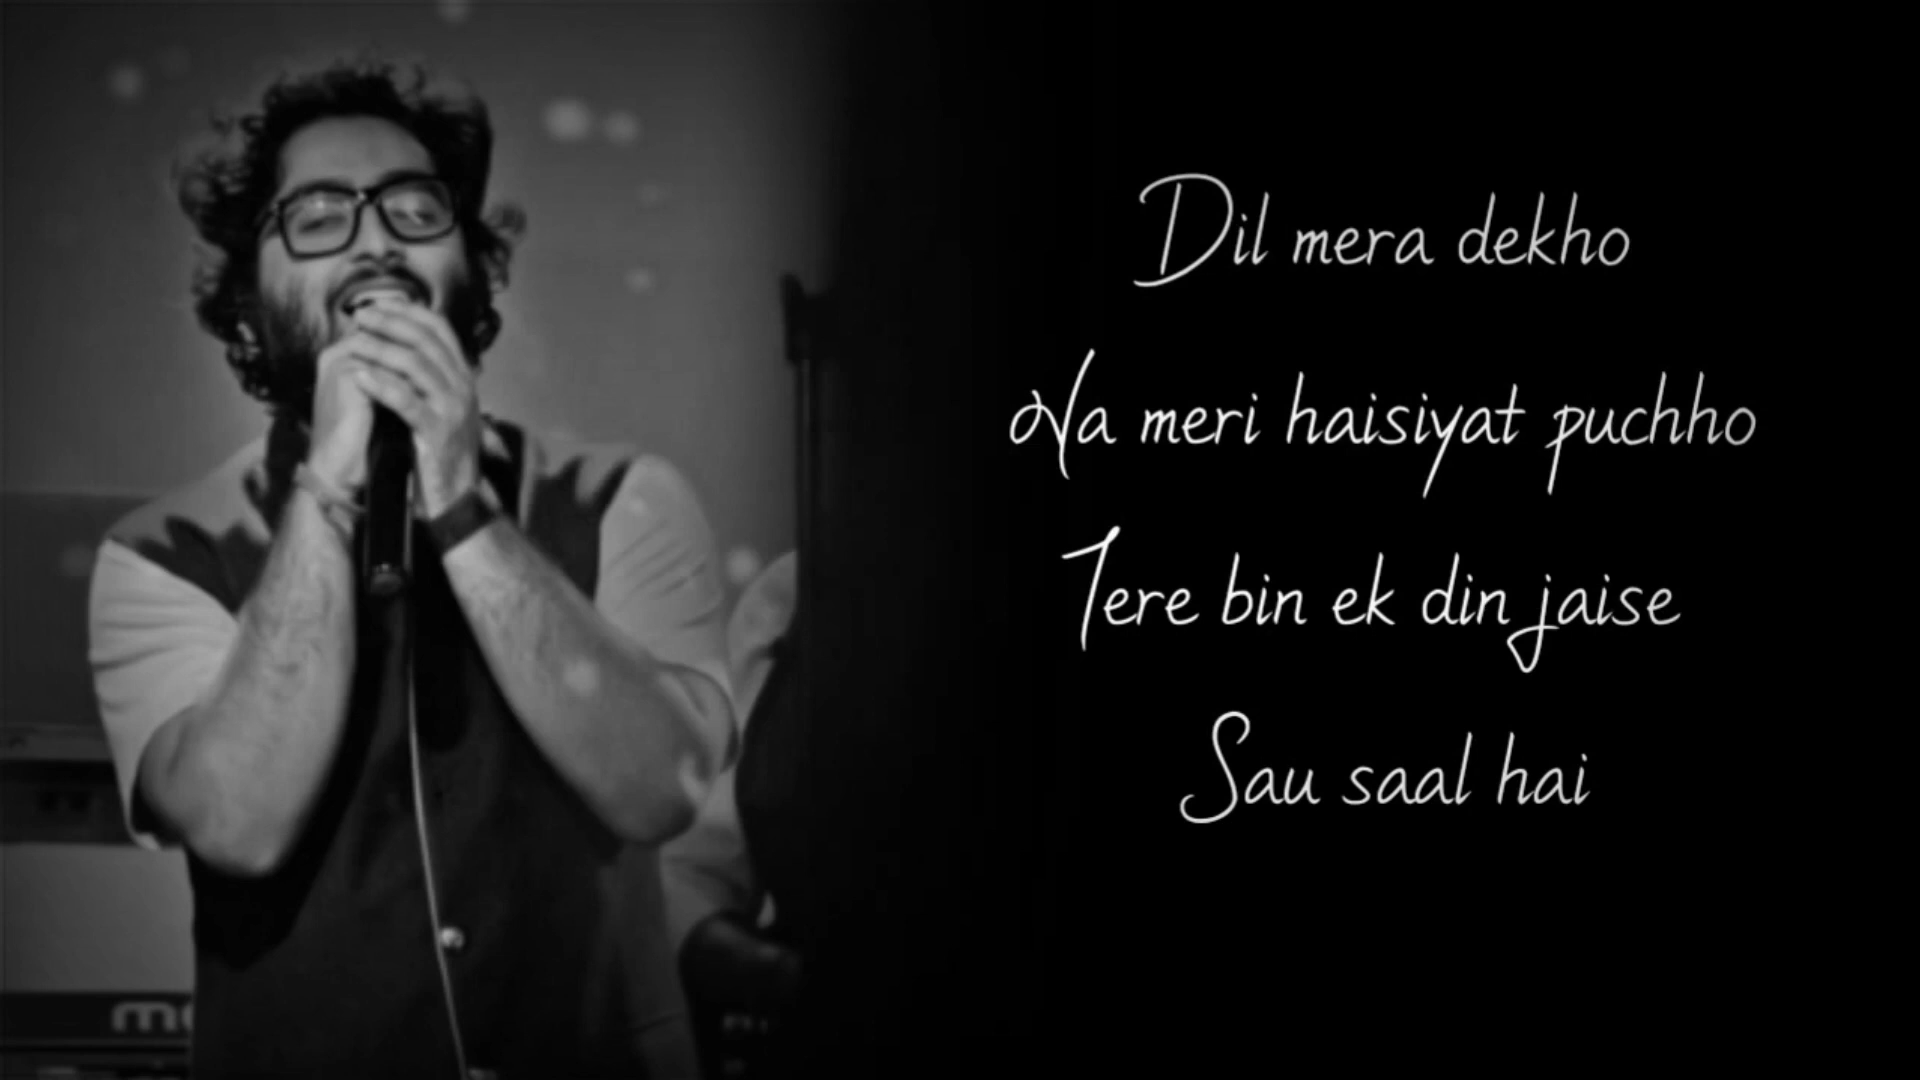 Dil mera dekho
Na meri haisiyat puchho
Tere bin ek din jaise
Sau saal hai